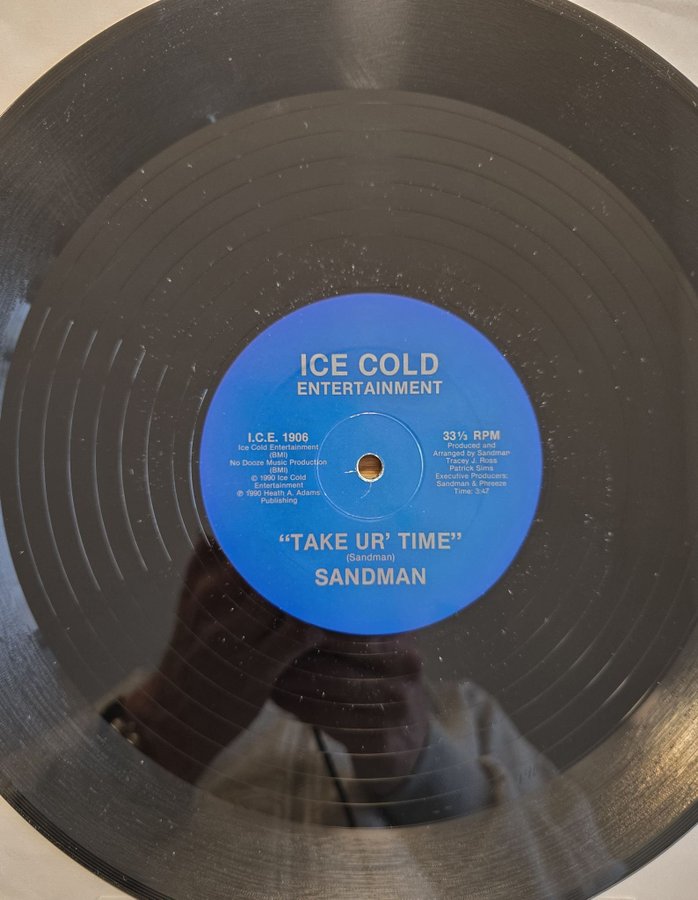 ICE COLD
ENTERTAINMENT
I.C.E. 1906
Ice Cold Entertainment
(BMI)
No Dooze Music Production
(BMI)
© 1990 Ice Cold
Entertainment
℗ 1990 Heath A. Adams
Publishing
33⅓ RPM
Produced and
Arranged by Sandman
Tracey J. Ross
Patrick Sims
Executive Producers:
Sandman & Phreeze
Time: 3:47
“TAKE UR’ TIME”
(Sandman)
SANDMAN